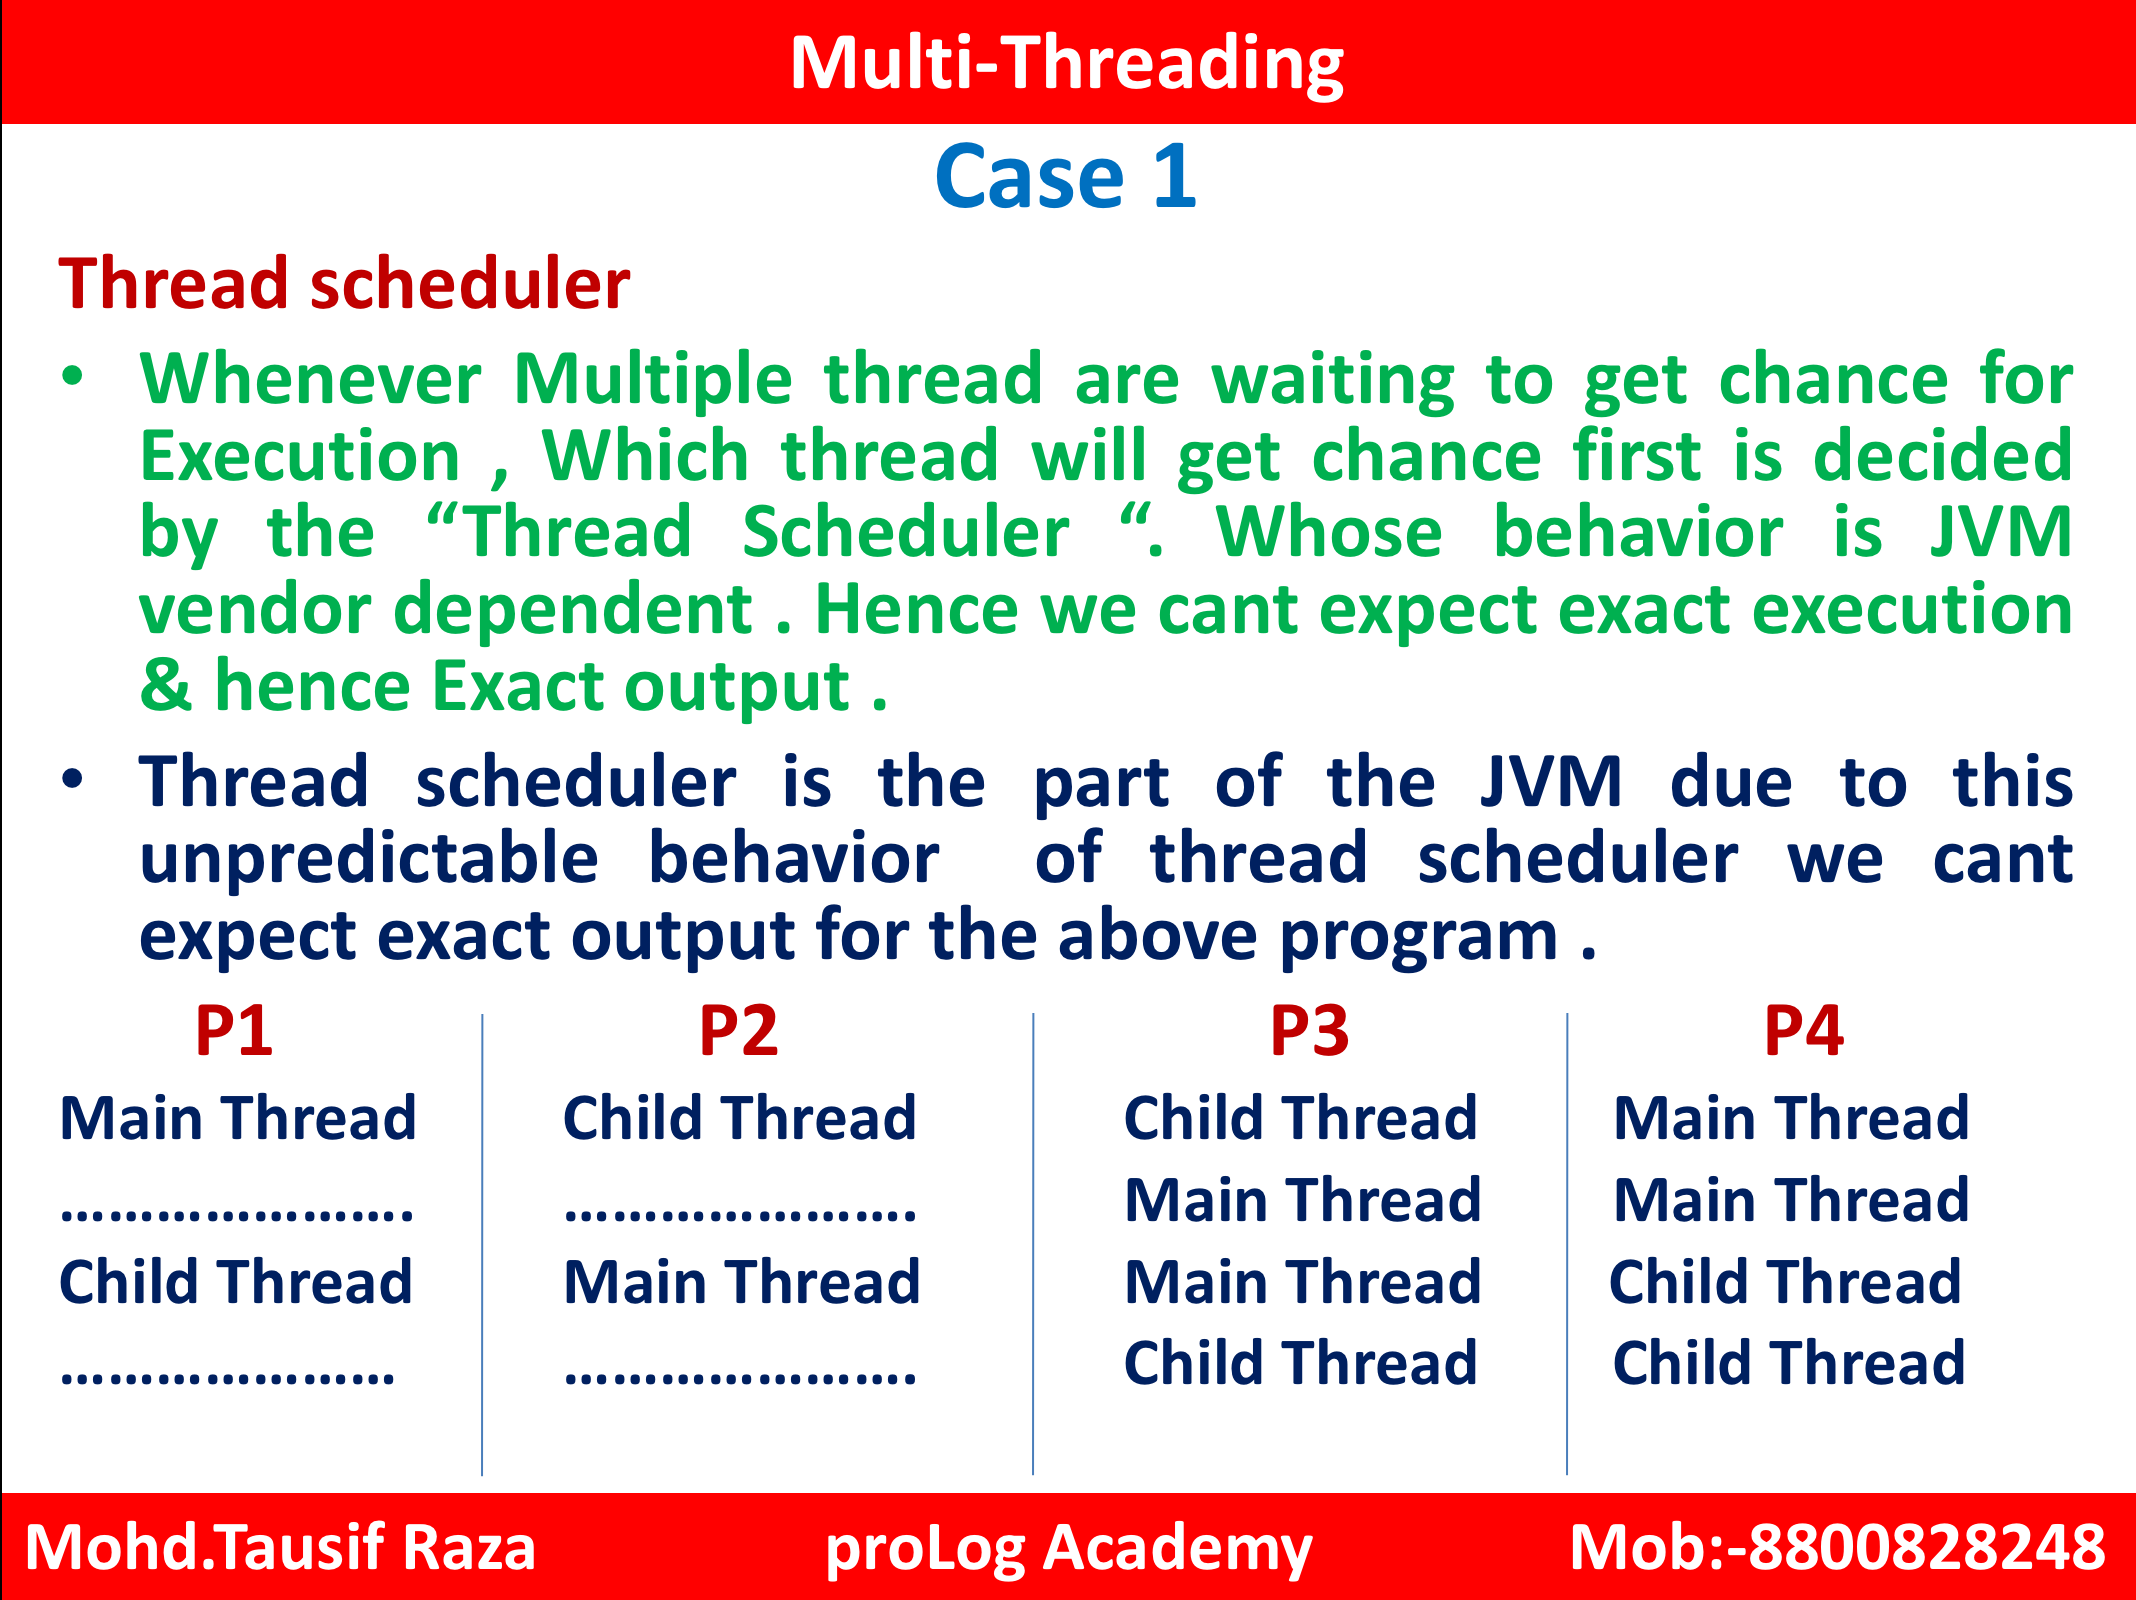 Multi-Threading
Case 1
Thread scheduler
• Whenever Multiple thread are waiting to get chance for
Execution , Which thread will get chance first is decided
by the “Thread Scheduler “. Whose behavior is JVM
vendor dependent . Hence we cant expect exact execution
& hence Exact output .
• Thread scheduler is the part of the JVM due to this
unpredictable behavior of thread scheduler we cant
expect exact output for the above program .
P1 P2 P3 P4
Main Thread Child Thread Child Thread Main Thread
…………………. …………………. Main Thread Main Thread
Child Thread Main Thread Main Thread Child Thread
………………… …………………. Child Thread Child Thread
Mohd.Tausif Raza proLog Academy Mob:-8800828248